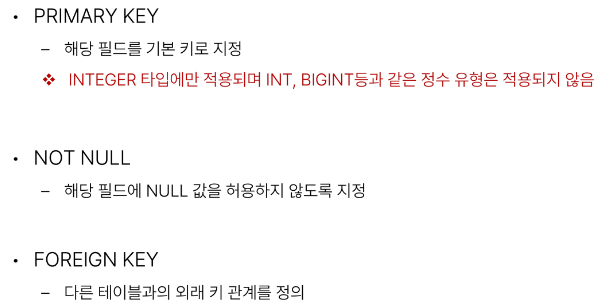 • PRIMARY KEY
– 해당 필드를 기본 키로 지정
❖ INTEGER 타입에만 적용되며 INT, BIGINT등과 같은 정수 유형은 적용되지 않음
• NOT NULL
– 해당 필드에 NULL 값을 허용하지 않도록 지정
• FOREIGN KEY
– 다른 테이블과의 외래 키 관계를 정의